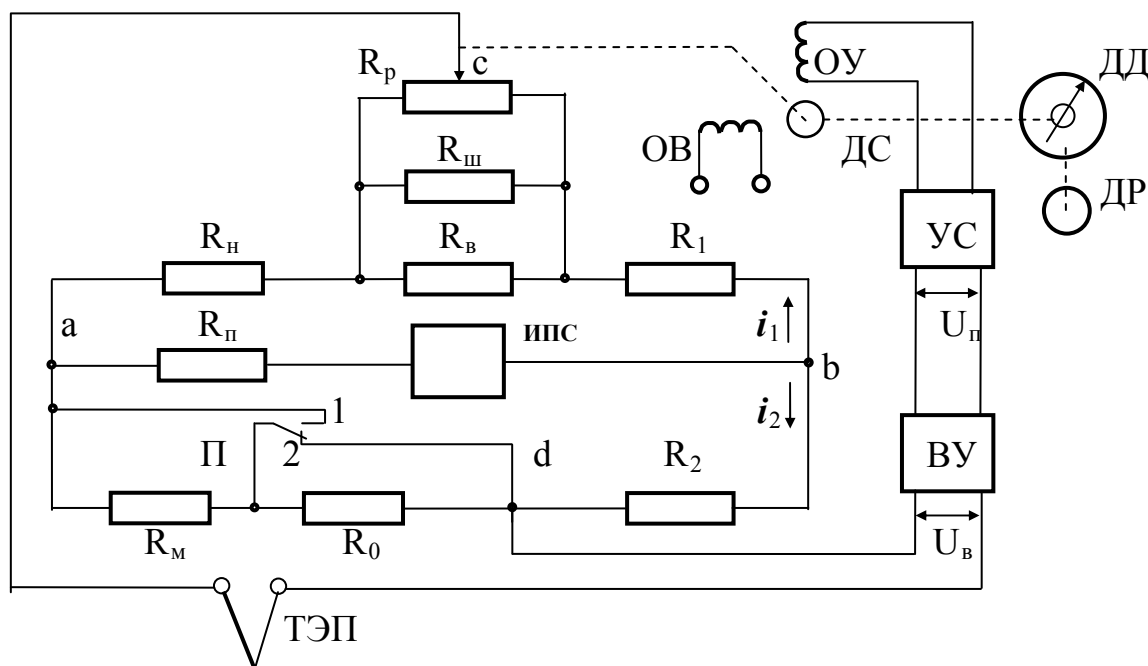 R_р
c
ОУ
ДД
R_ш
ОВ
ДС
ДР
УС
R_н
R_в
R_1
a
R_п
ипс
i_1
U_п
b
1
i_2
П
2
d
R_2
ВУ
R_м
R_0
U_в
ТЭП